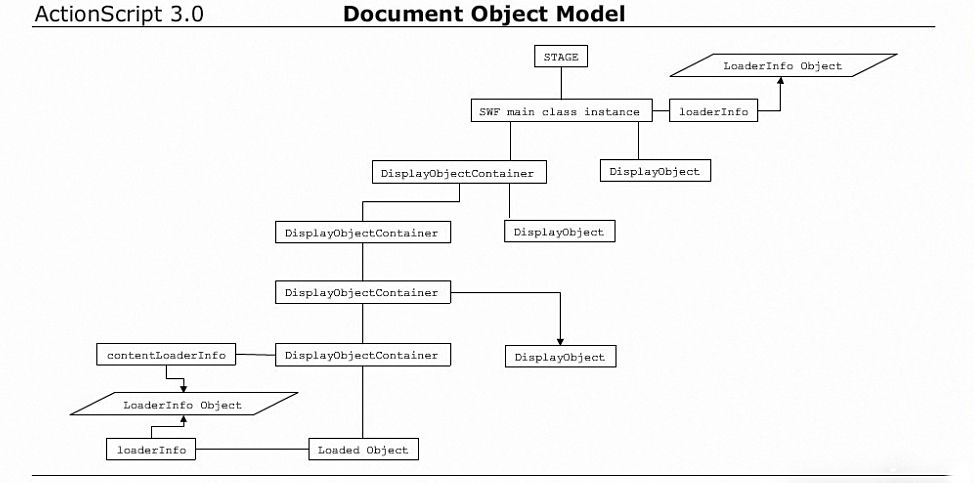 ActionScript 3.0 Document Object Model
STAGE
LoaderInfo Object
SWF main class instance
loaderInfo
DisplayObjectContainer
DisplayObject
DisplayObjectContainer
DisplayObject
DisplayObjectContainer
contentLoaderInfo
DisplayObjectContainer
DisplayObject
LoaderInfo Object
loaderInfo
Loaded Object